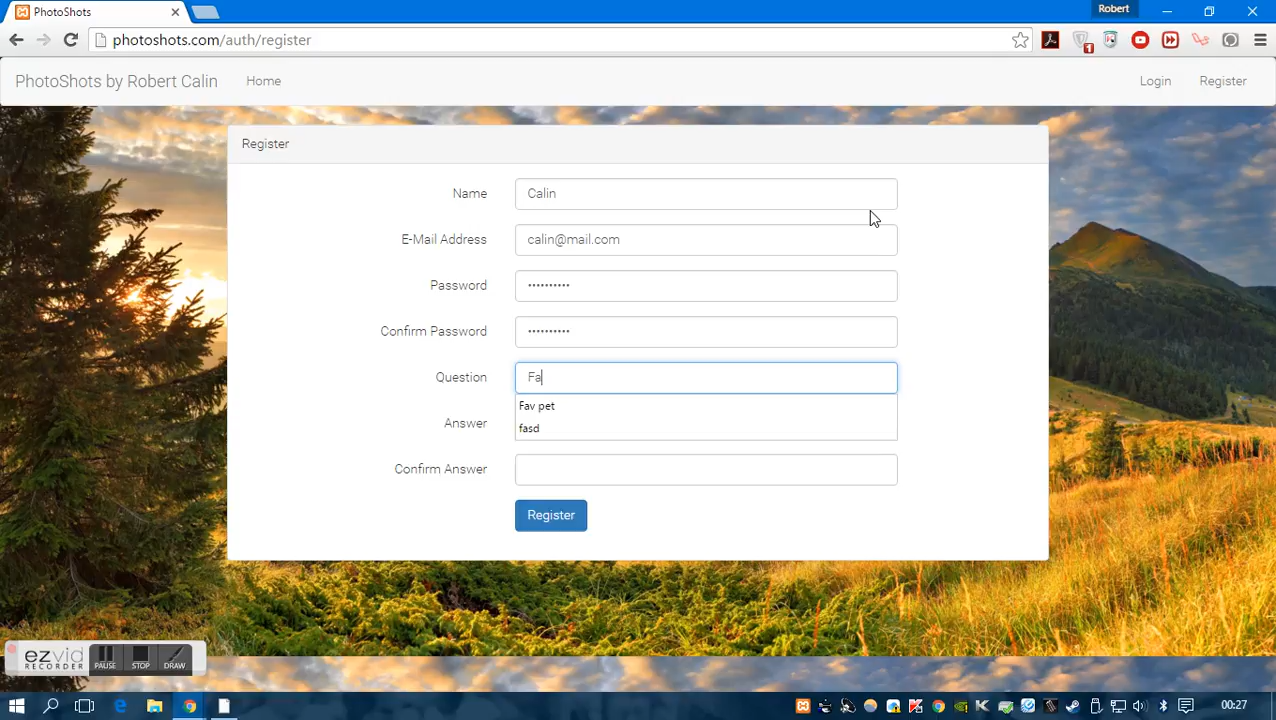 PhotoShots
Robert
photoshots.com/auth/register
1
PhotoShots by Robert Calin
Home
Login
Register
Register
Name
Calin
E-Mail Address
calin@mail.com
Password
••••••••••
Confirm Password
••••••••••
Question
Fa
Fav pet
fasd
Answer
Confirm Answer
Register
ezvid
RECORDER
PAUSE
STOP
DRAW
00:27